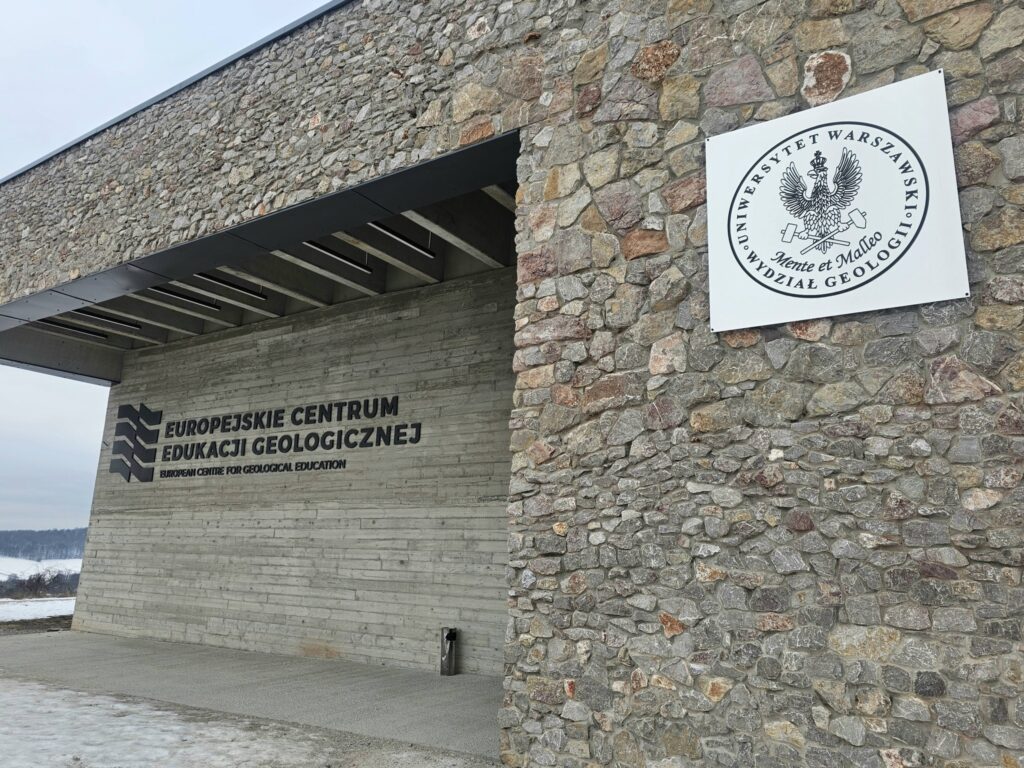 EUROPEJSKIE CENTRUM
EDUKACJI GEOLOGICZNEJ
EUROPEAN CENTRE FOR GEOLOGICAL EDUCATION
UNIWERSYTET WARSZAWSKI
Mente et Malleo
WYDZIAŁ GEOLOGII